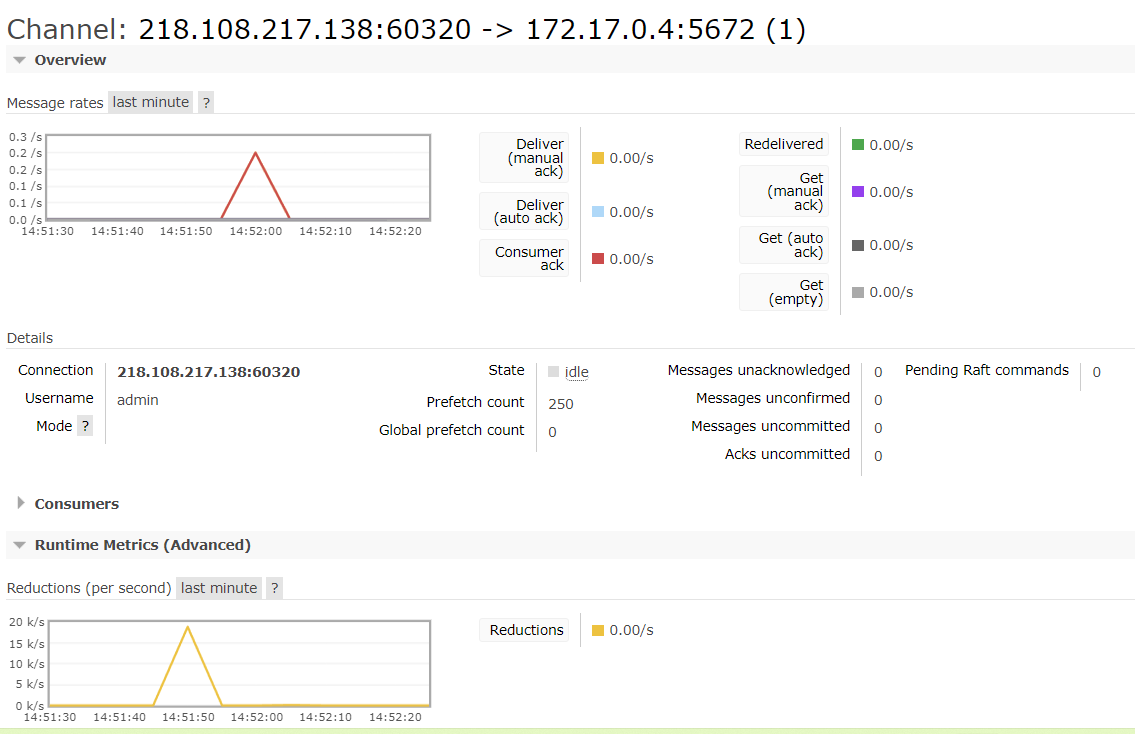 Channel: 218.108.217.138:60320 -> 172.17.0.4:5672 (1)
Overview
Message rates last minute ?
0.3 /s
0.2 /s
0.2 /s
0.1 /s
0.1 /s
0.0 /s
14:51:30 14:51:40 14:51:50 14:52:00 14:52:10 14:52:20
Deliver
(manual
ack)
0.00/s
Deliver
(auto ack)
0.00/s
Consumer
ack
0.00/s
Redelivered
0.00/s
Get
(manual
ack)
0.00/s
Get (auto
ack)
0.00/s
Get
(empty)
0.00/s
Details
Connection 218.108.217.138:60320
Username admin
Mode ?
State idle
Prefetch count 250
Global prefetch count 0
Messages unacknowledged 0
Messages unconfirmed 0
Messages uncommitted 0
Acks uncommitted 0
Pending Raft commands 0
Consumers
Runtime Metrics (Advanced)
Reductions (per second) last minute ?
20 k/s
15 k/s
10 k/s
5 k/s
0 k/s
14:51:30 14:51:40 14:51:50 14:52:00 14:52:10 14:52:20
Reductions 0.00/s